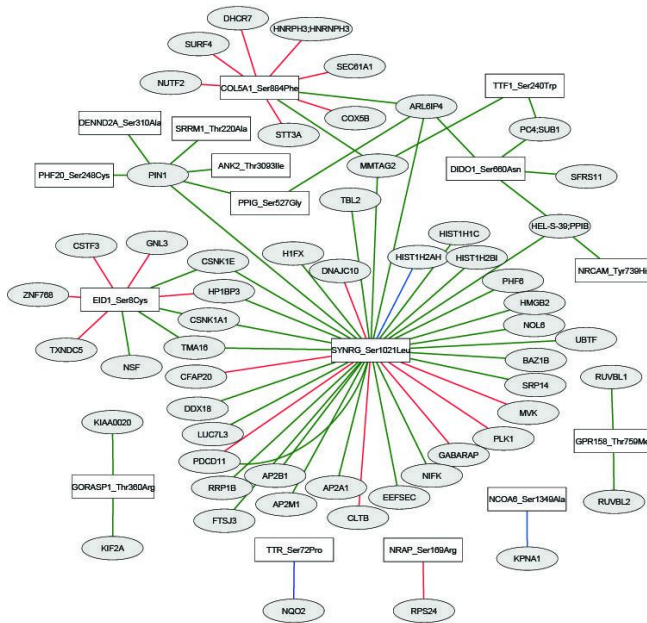 DHCR7
HNRPH3;HNRNPH3
SURF4
SEC61A1
NUTF2
COL5A1_Ser884Phe
TTF1_Ser240Trp
ARL6IP4
COX5B
DENND2A_Ser310Ala
SRRM1_Thr220Ala
STT3A
PC4;SUB1
PHF20_Ser248Cys
PIN1
ANK2_Thr3093Ile
MMTAG2
DIDO1_Ser660Asn
SFRS11
PPIG_Ser527Gly
TBL2
HIST1H1C
HEL-S-39;PPIB
CSTF3
GNL3
CSNK1E
H1FX
HIST1H2AH
HIST1H2BI
DNAJC10
NRCAM_Tyr739Hi
ZNF768
EID1_Ser8Cys
HP1BP3
PHF6
HMGB2
CSNK1A1
NOL6
TXNDC5
NSF
TMA16
SYNRG_Ser1021Leu
UBTF
BAZ1B
CFAP20
SRP14
RUVBL1
DDX18
MVK
KIAA0020
LUC7L3
PLK1
GPR158_Thr759Me
PDCD11
GABARAP
GORASP1_Thr360Arg
RRP1B
AP2B1
AP2A1
NIFK
EEFSEC
NCOA6_Ser1349Ala
RUVBL2
FTSJ3
AP2M1
CLTB
KIF2A
TTR_Ser72Pro
NRAP_Ser169Arg
KPNA1
NQO2
RPS24